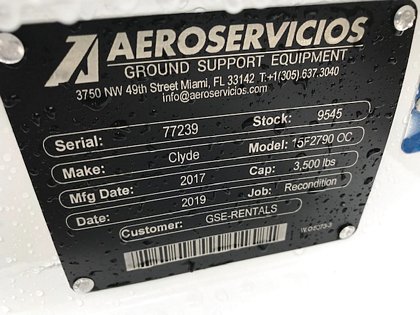 AEROSERVICIOS
GROUND SUPPORT EQUIPMENT
3750 NW 49th Street Miami, FL 33142 T:+1(305).637.3040
info@aeroservicios.com
Serial: 77239 Stock: 9545
Make: Clyde Model: 15F2790 OC
Mfg Date: 2017 Cap: 3,500 lbs
Date: 2019 Job: Recondition
Customer: GSE-RENTALS